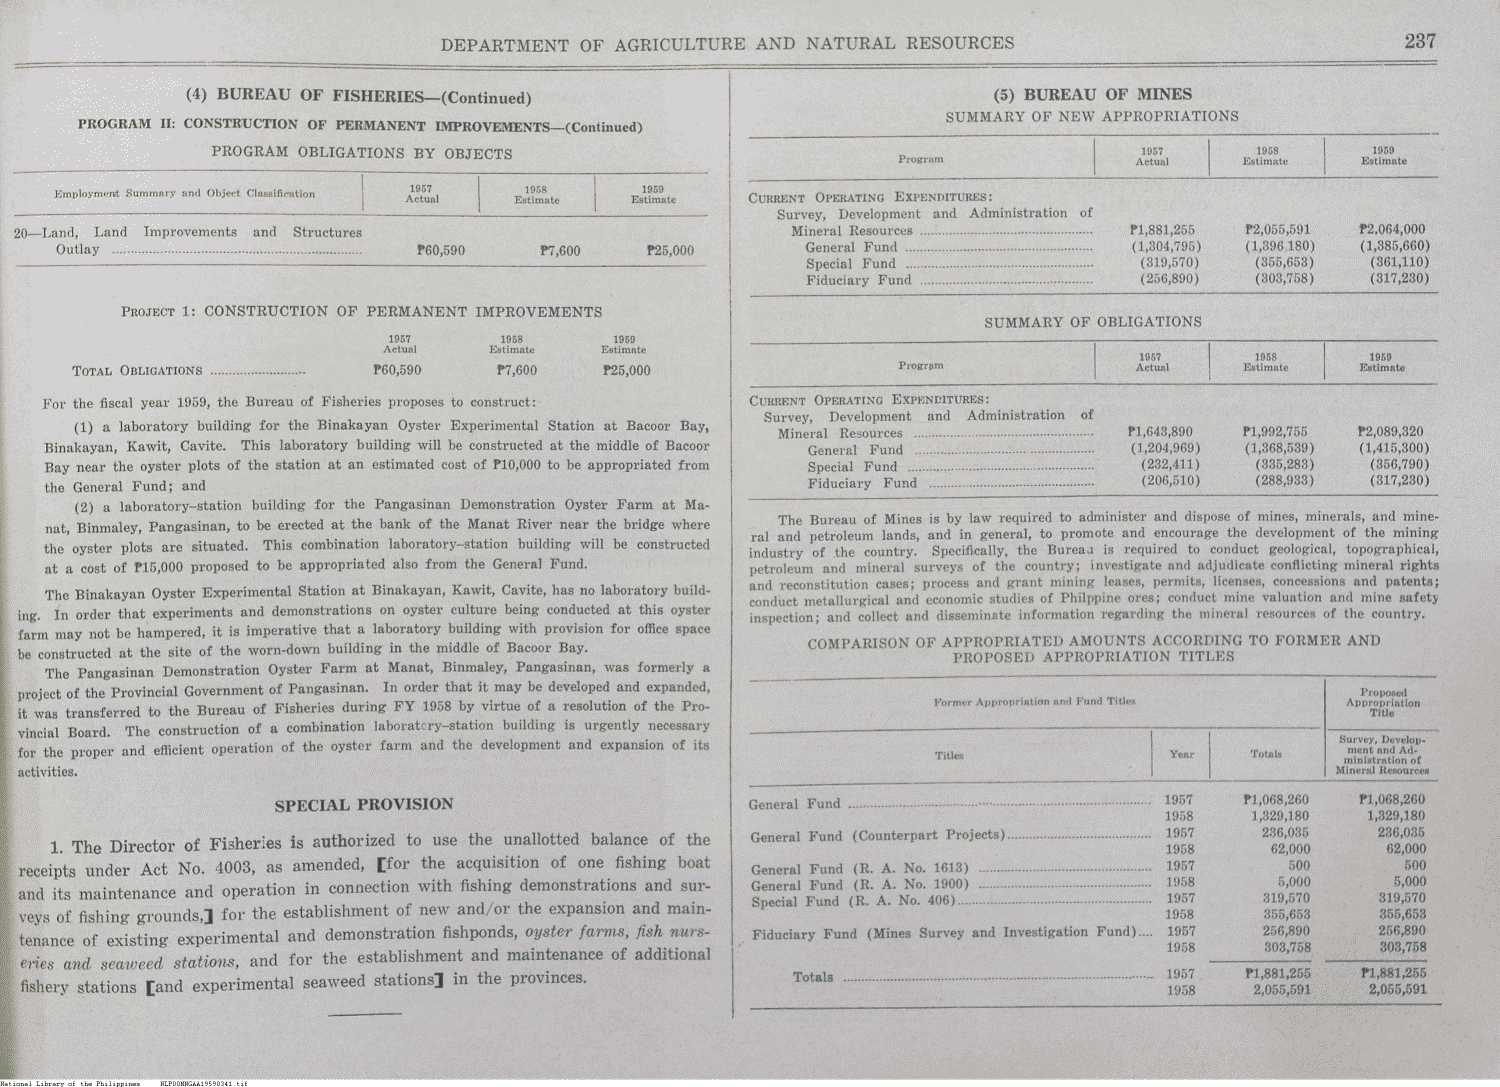 DEPARTMENT OF AGRICULTURE AND NATURAL RESOURCES 237
(4) BUREAU OF FISHERIES—(Continued)
PROGRAM II: CONSTRUCTION OF PERMANENT IMPROVEMENTS—(Continued)
PROGRAM OBLIGATIONS BY OBJECTS
Employment Summary and Object Classification 1957 Actual 1958 Estimate 1959 Estimate
20—Land, Land Improvements and Structures
Outlay ₱60,590 ₱7,600 ₱25,000
PROJECT 1: CONSTRUCTION OF PERMANENT IMPROVEMENTS
1957 1958 1959
Actual Estimate Estimate
TOTAL OBLIGATIONS ₱60,590 ₱7,600 ₱25,000
For the fiscal year 1959, the Bureau of Fisheries proposes to construct:
(1) a laboratory building for the Binakayan Oyster Experimental Station at Bacoor Bay,
Binakayan, Kawit, Cavite. This laboratory building will be constructed at the middle of Bacoor
Bay near the oyster plots of the station at an estimated cost of ₱10,000 to be appropriated from
the General Fund; and
(2) a laboratory–station building for the Pangasinan Demonstration Oyster Farm at Ma-
nat, Binmaley, Pangasinan, to be erected at the bank of the Manat River near the bridge where
the oyster plots are situated. This combination laboratory–station building will be constructed
at a cost of ₱15,000 proposed to be appropriated also from the General Fund.
The Binakayan Oyster Experimental Station at Binakayan, Kawit, Cavite, has no laboratory build-
ing. In order that experiments and demonstrations on oyster culture being conducted at this oyster
farm may not be hampered, it is imperative that a laboratory building with provision for office space
be constructed at the site of the worn-down building in the middle of Bacoor Bay.
The Pangasinan Demonstration Oyster Farm at Manat, Binmaley, Pangasinan, was formerly a
project of the Provincial Government of Pangasinan. In order that it may be developed and expanded,
it was transferred to the Bureau of Fisheries during FY 1958 by virtue of a resolution of the Pro-
vincial Board. The construction of a combination laboratory–station building is urgently necessary
for the proper and efficient operation of the oyster farm and the development and expansion of its
activities.
SPECIAL PROVISION
1. The Director of Fisheries is authorized to use the unallotted balance of the
receipts under Act No. 4003, as amended, [for the acquisition of one fishing boat
and its maintenance and operation in connection with fishing demonstrations and sur-
veys of fishing grounds,] for the establishment of new and/or the expansion and main-
tenance of existing experimental and demonstration fishponds, oyster farms, fish nurs-
eries and seaweed stations, and for the establishment and maintenance of additional
fishery stations [and experimental seaweed stations] in the provinces.
(5) BUREAU OF MINES
SUMMARY OF NEW APPROPRIATIONS
Program 1957 Actual 1958 Estimate 1959 Estimate
CURRENT OPERATING EXPENDITURES:
Survey, Development and Administration of
Mineral Resources ₱1,881,255 ₱2,055,591 ₱2,064,000
General Fund (1,304,795) (1,396,180) (1,385,660)
Special Fund (319,570) (355,653) (361,110)
Fiduciary Fund (256,890) (303,758) (317,230)
SUMMARY OF OBLIGATIONS
Program 1957 Actual 1958 Estimate 1959 Estimate
CURRENT OPERATING EXPENDITURES:
Survey, Development and Administration of
Mineral Resources ₱1,643,890 ₱1,992,755 ₱2,089,320
General Fund (1,204,969) (1,368,539) (1,415,300)
Special Fund (232,411) (335,283) (356,790)
Fiduciary Fund (206,510) (288,933) (317,230)
The Bureau of Mines is by law required to administer and dispose of mines, minerals, and mine-
ral and petroleum lands, and in general, to promote and encourage the development of the mining
industry of the country. Specifically, the Bureau is required to conduct geological, topographical,
petroleum and mineral surveys of the country; investigate and adjudicate conflicting mineral rights
and reconstitution cases; process and grant mining leases, permits, licenses, concessions and patents;
conduct metallurgical and economic studies of Philppine ores; conduct mine valuation and mine safety
inspection; and collect and disseminate information regarding the mineral resources of the country.
COMPARISON OF APPROPRIATED AMOUNTS ACCORDING TO FORMER AND
PROPOSED APPROPRIATION TITLES
Former Appropriation and Fund Titles Proposed Appropriation Title
Titles Year Totals Survey, Develop-
ment and Ad-
ministration of
Mineral Resources
General Fund 1957 ₱1,068,260 ₱1,068,260
1958 1,329,180 1,329,180
General Fund (Counterpart Projects) 1957 236,035 236,035
1958 62,000 62,000
General Fund (R. A. No. 1613) 1957 500 500
General Fund (R. A. No. 1900) 1958 5,000 5,000
Special Fund (R. A. No. 406) 1957 319,570 319,570
1958 355,653 355,653
Fiduciary Fund (Mines Survey and Investigation Fund) 1957 256,890 256,890
1958 303,758 303,758
Totals 1957 ₱1,881,255 ₱1,881,255
1958 2,055,591 2,055,591
National Library of the Philippines NLPDONNGAA19590341.tif